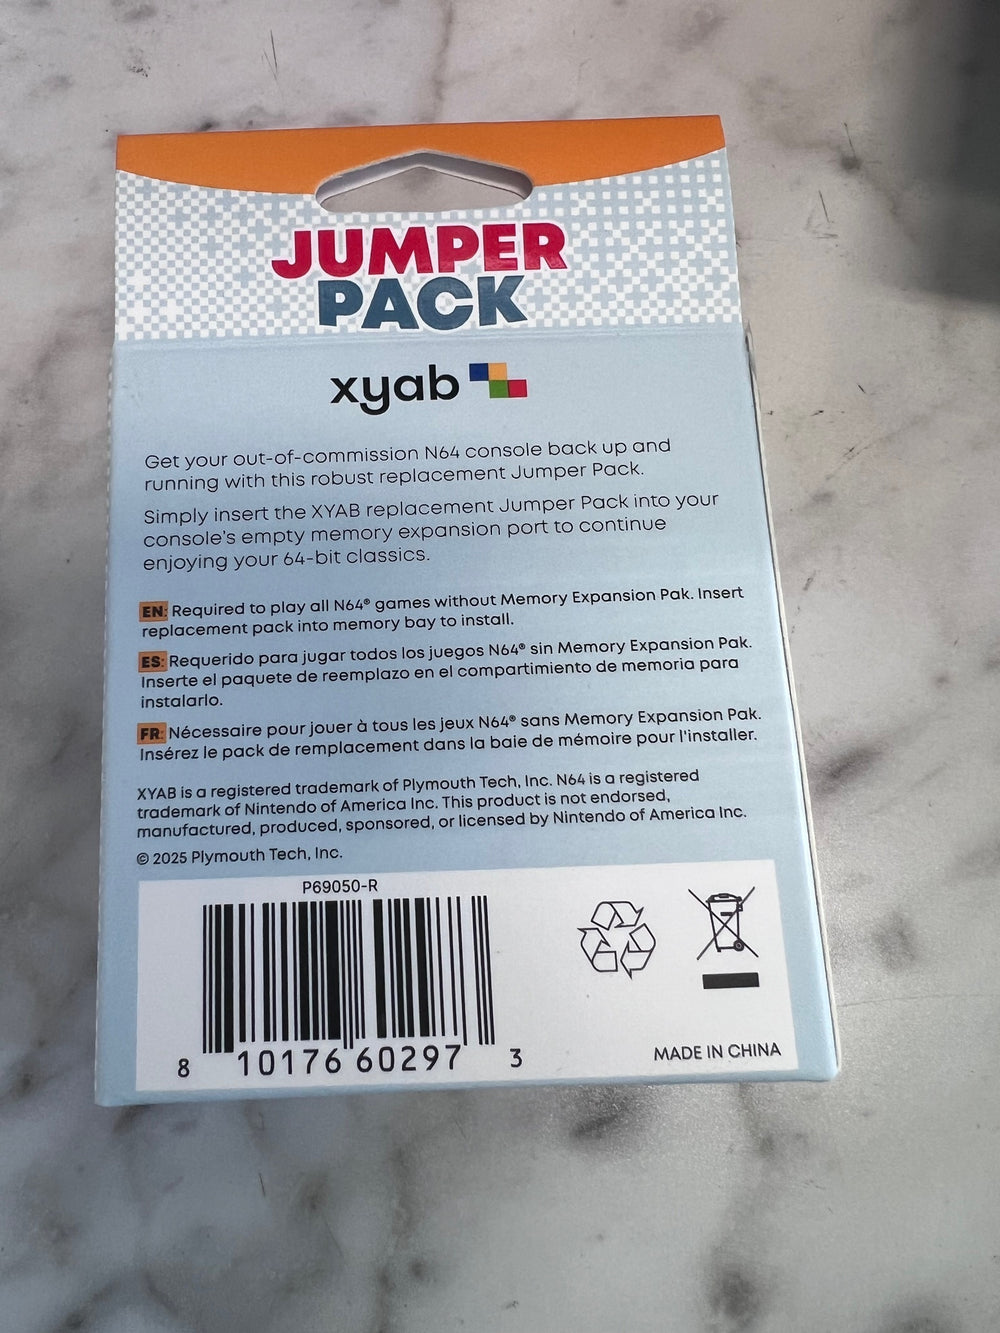 JUMPER
PACK
xyab
Get your out-of-commission N64 console back up and
running with this robust replacement Jumper Pack.
Simply insert the XYAB replacement Jumper Pack into your
console's empty memory expansion port to continue
enjoying your 64-bit classics.
EN: Required to play all N64® games without Memory Expansion Pak. Insert
replacement pack into memory bay to install.
ES: Requerido para jugar todos los juegos N64® sin Memory Expansion Pak.
Inserte el paquete de reemplazo en el compartimiento de memoria para
instalarlo.
FR: Nécessaire pour jouer à tous les jeux N64® sans Memory Expansion Pak.
Insérez le pack de remplacement dans la baie de mémoire pour l'installer.
XYAB is a registered trademark of Plymouth Tech, Inc. N64 is a registered
trademark of Nintendo of America Inc. This product is not endorsed,
manufactured, produced, sponsored, or licensed by Nintendo of America Inc.
© 2025 Plymouth Tech, Inc.
P69050-R
8 10176 60297 3
MADE IN CHINA